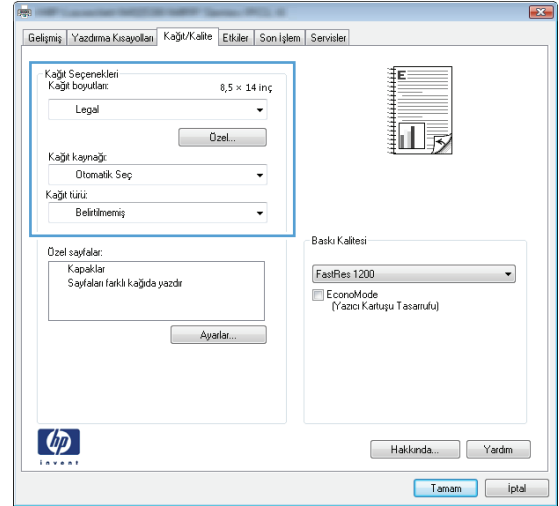 Gelişmiş Yazdırma Kısayolları Kağıt/Kalite Etkiler Son İşlem Servisler
Kağıt Seçenekleri
Kağıt boyutları: 8,5 × 14 inç
Legal
Özel...
Kağıt kaynağı:
Otomatik Seç
Kağıt türü:
Belirtilmemiş
Özel sayfalar:
Kapaklar
Sayfaları farklı kağıda yazdır
Ayarlar...
Baskı Kalitesi
FastRes 1200
EconoMode
(Yazıcı Kartuşu Tasarrufu)
E
hp
invent
Hakkında... Yardım
Tamam İptal